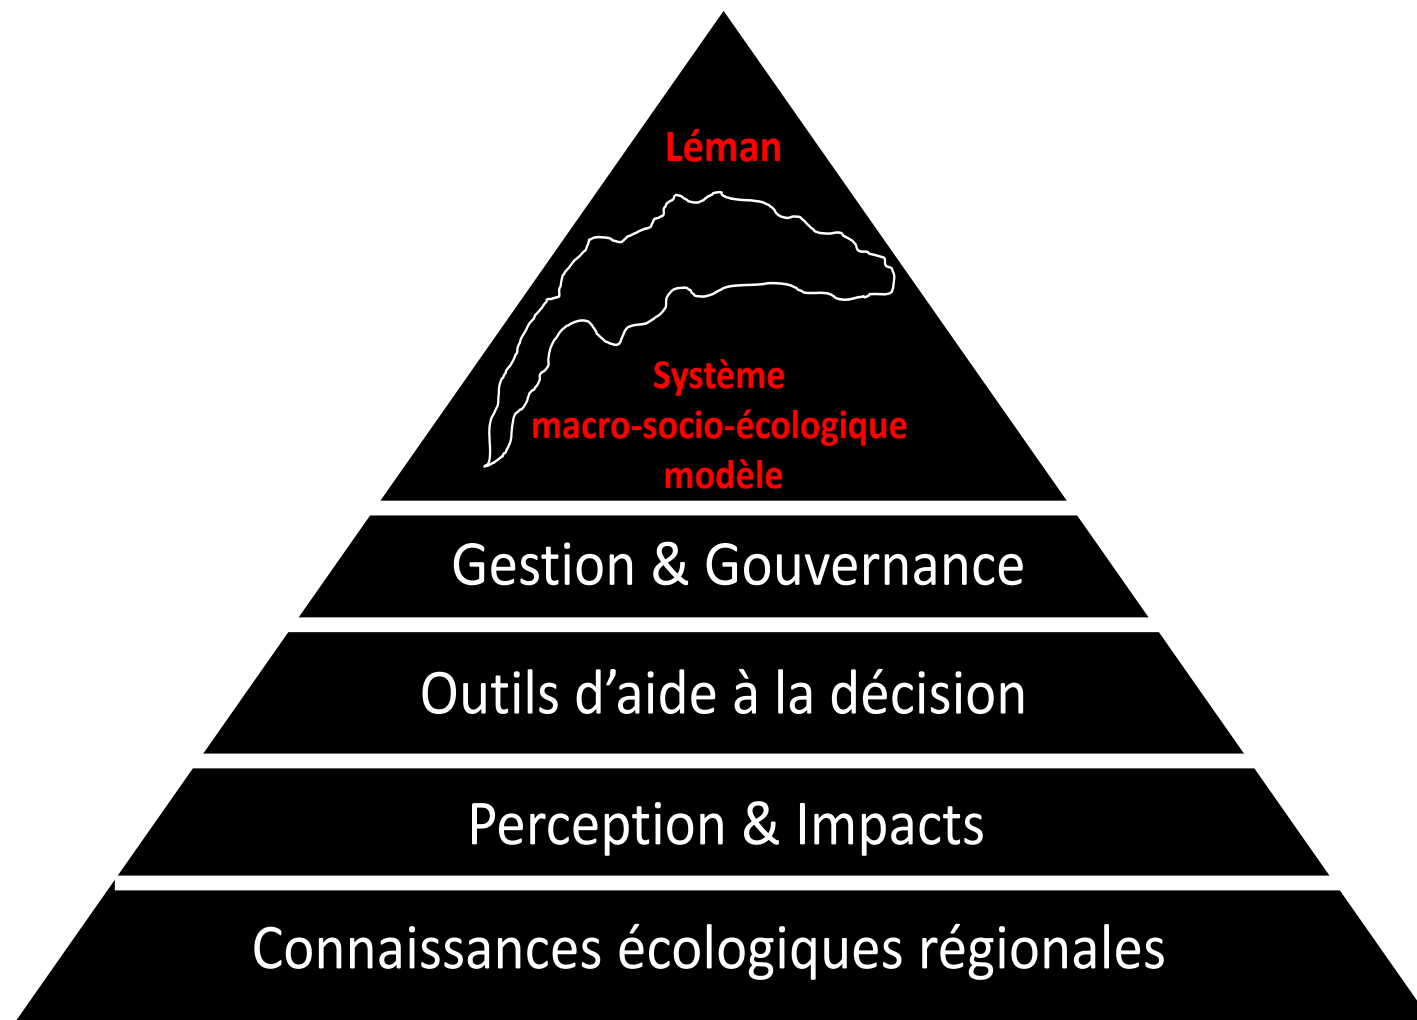 Léman
Système
macro-socio-écologique
modèle
Gestion & Gouvernance
Outils d’aide à la décision
Perception & Impacts
Connaissances écologiques régionales